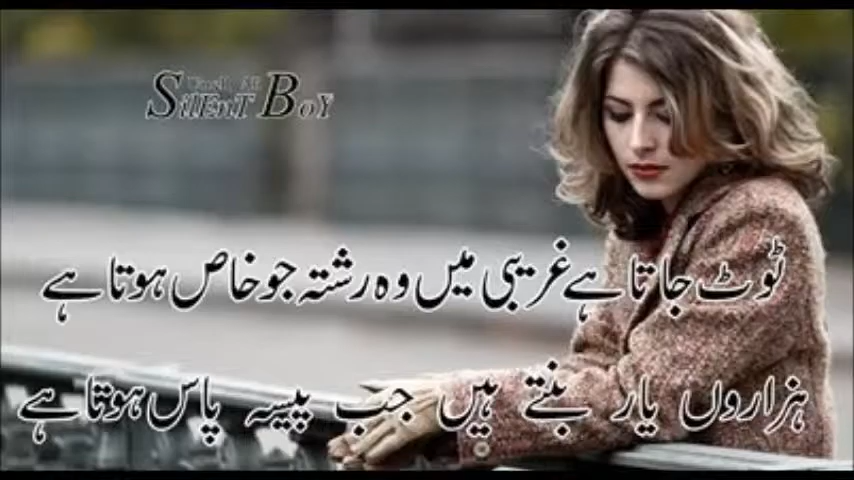 SilEnT BoY
ٹوٹ جاتا ہے غریبی میں وہ رشتہ جو خاص ہوتا ہے
ہزاروں یار بنتے ہیں جب پیسہ پاس ہوتا ہے